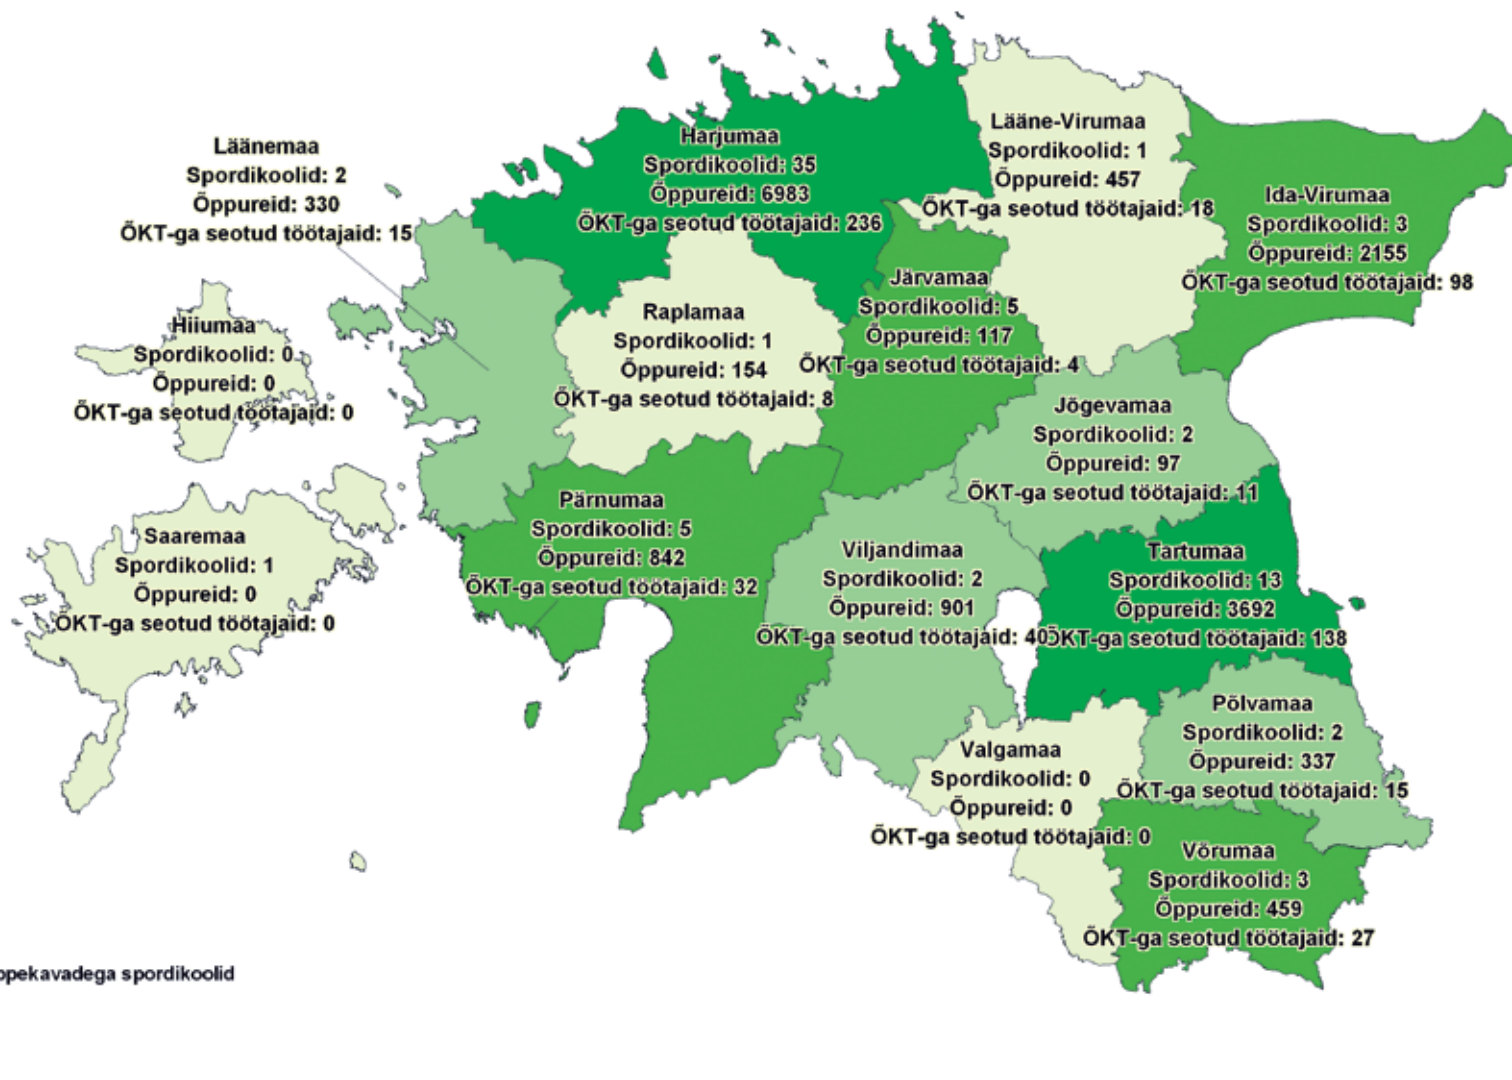 Harjumaa
Spordikoolid: 35
Õppureid: 6983
ÕKT-ga seotud töötajaid: 236
Lääne-Virumaa
Spordikoolid: 1
Õppureid: 457
ÕKT-ga seotud töötajaid: 18
Läänemaa
Spordikoolid: 2
Õppureid: 330
ÕKT-ga seotud töötajaid: 15
Ida-Virumaa
Spordikoolid: 3
Õppureid: 2155
ÕKT-ga seotud töötajaid: 98
Järvamaa
Spordikoolid: 5
Õppureid: 117
ÕKT-ga seotud töötajaid: 4
Raplamaa
Spordikoolid: 1
Õppureid: 154
ÕKT-ga seotud töötajaid: 8
Hiiumaa
Spordikoolid: 0
Õppureid: 0
ÕKT-ga seotud töötajaid: 0
Jõgevamaa
Spordikoolid: 2
Õppureid: 97
ÕKT-ga seotud töötajaid: 11
Pärnumaa
Spordikoolid: 5
Õppureid: 842
ÕKT-ga seotud töötajaid: 32
Saaremaa
Spordikoolid: 1
Õppureid: 0
ÕKT-ga seotud töötajaid: 0
Viljandimaa
Spordikoolid: 2
Õppureid: 901
ÕKT-ga seotud töötajaid: 40
Tartumaa
Spordikoolid: 13
Õppureid: 3692
ÕKT-ga seotud töötajaid: 138
Põlvamaa
Spordikoolid: 2
Õppureid: 337
ÕKT-ga seotud töötajaid: 15
Valgamaa
Spordikoolid: 0
Õppureid: 0
ÕKT-ga seotud töötajaid: 0
Võrumaa
Spordikoolid: 3
Õppureid: 459
ÕKT-ga seotud töötajaid: 27
ppekavadega spordikoolid